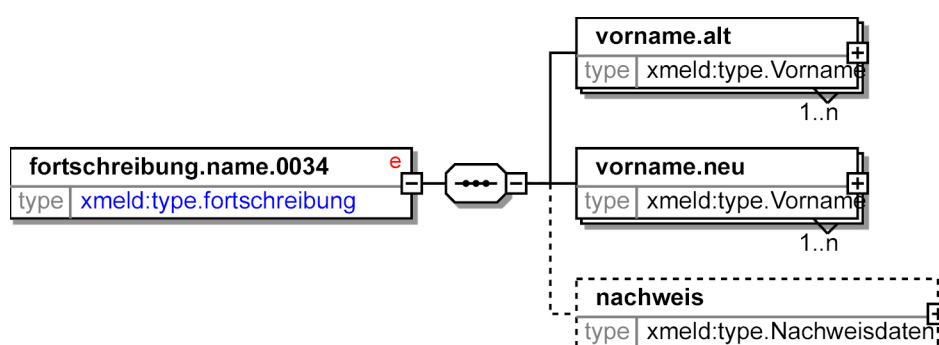 vorname.alt
type xmeld:type.Vorname
1..n
fortschreibung.name.0034 e
type xmeld:type.fortschreibung
vorname.neu
type xmeld:type.Vorname
1..n
nachweis
type xmeld:type.Nachweisdaten